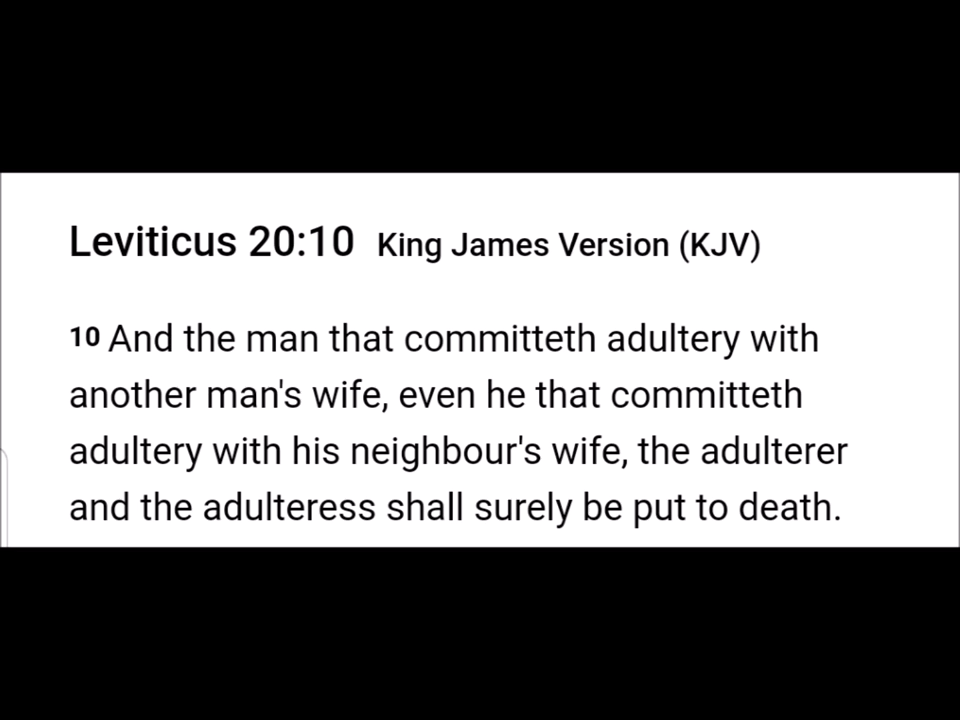 Leviticus 20:10 King James Version (KJV)
10 And the man that committeth adultery with
another man's wife, even he that committeth
adultery with his neighbour's wife, the adulterer
and the adulteress shall surely be put to death.